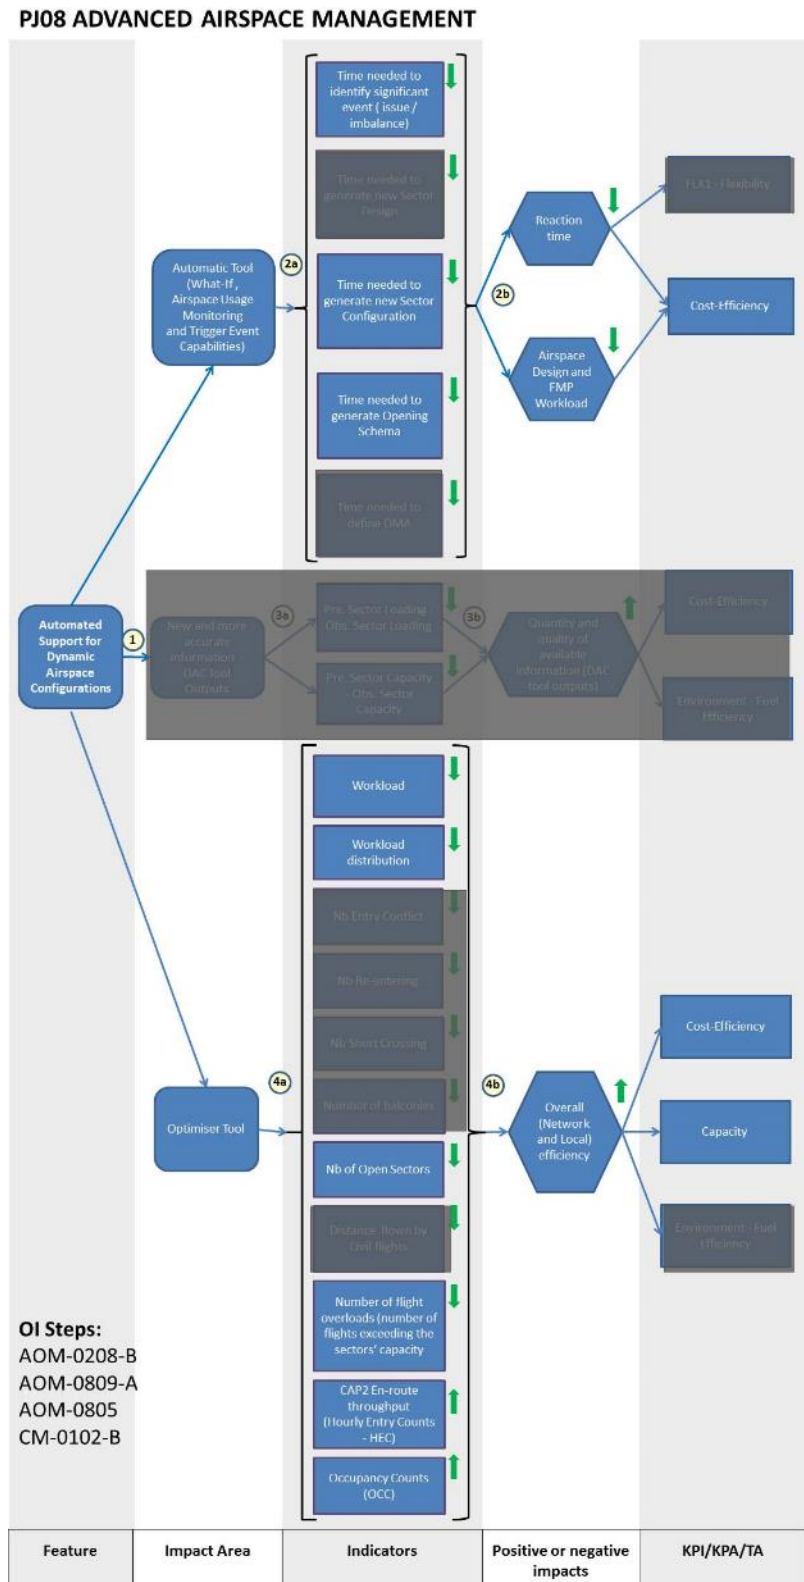 PJ08 ADVANCED AIRSPACE MANAGEMENT
Time needed to
identify significant
event ( issue /
imbalance)
Time needed to
generate new Sector
Design
Time needed to
generate new Sector
Configuration
Time needed to
generate Opening
Schema
Time needed to
define DMA
Automatic Tool
(What-If ,
Airspace Usage
Monitoring
and Trigger Event
Capabilities)
2a
2b
Reaction
time
Airspace
Design and
FMP
Workload
FLX1 - Flexibility
Cost-Efficiency
Automated
Support for
Dynamic
Airspace
Configurations
1
New and more
accurate
information -
DAC Tool
Outputs
3a
Pre. Sector Loading
- Obs. Sector Loading
Pre. Sector Capacity
- Obs. Sector
Capacity
3b
Quantity and
quality of
available
information (DAC
tool outputs)
Cost-Efficiency
Environment - Fuel
Efficiency
Workload
Workload
distribution
Nb Entry Conflict
Nb Re-entering
Nb Short Crossing
Number of balconies
Nb of Open Sectors
Distance flown by
Civil flights
Number of flight
overloads (number of
flights exceeding the
sectors' capacity
CAP2 En-route
throughput
(Hourly Entry Counts
- HEC)
Occupancy Counts
(OCC)
Optimiser Tool
4a
4b
Overall
(Network
and Local)
efficiency
Cost-Efficiency
Capacity
Environment - Fuel
Efficiency
OI Steps:
AOM-0208-B
AOM-0809-A
AOM-0805
CM-0102-B
Feature
Impact Area
Indicators
Positive or negative
impacts
KPI/KPA/TA